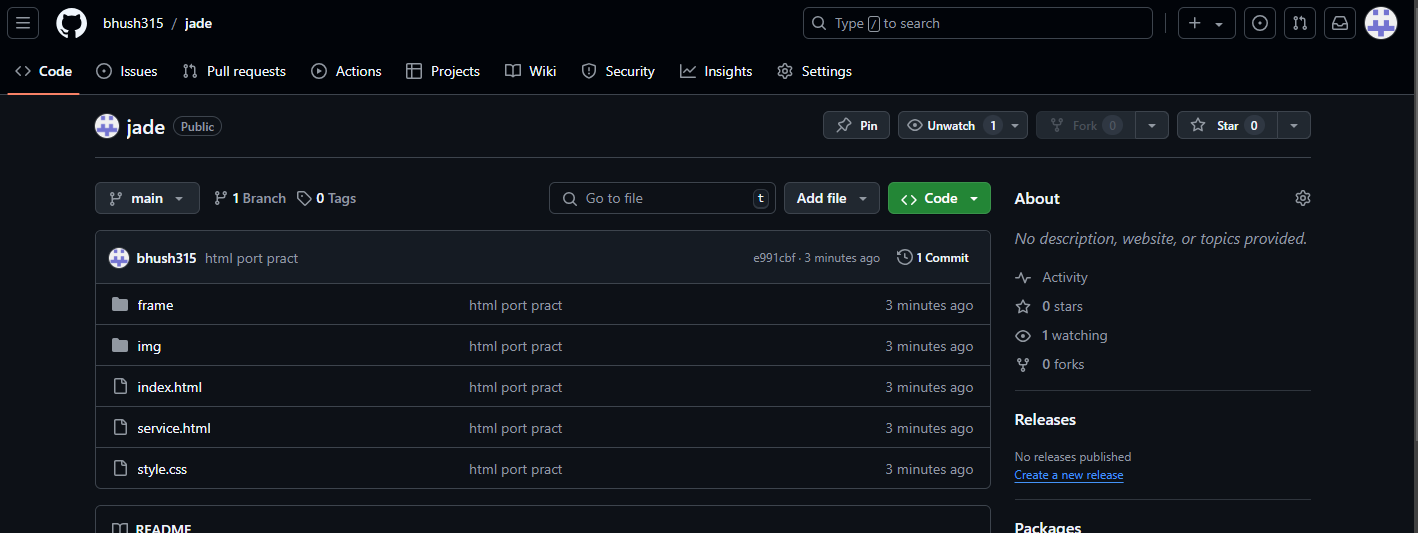 bhush315 / jade
Type / to search
Code Issues Pull requests Actions Projects Wiki Security Insights Settings
jade Public
Pin Unwatch 1 Fork 0 Star 0
main 1 Branch 0 Tags Go to file t Add file Code
bhush315 html port pract e991cbf · 3 minutes ago 1 Commit
frame html port pract 3 minutes ago
img html port pract 3 minutes ago
index.html html port pract 3 minutes ago
service.html html port pract 3 minutes ago
style.css html port pract 3 minutes ago
README
About
No description, website, or topics provided.
Activity
0 stars
1 watching
0 forks
Releases
No releases published
Create a new release
Packages